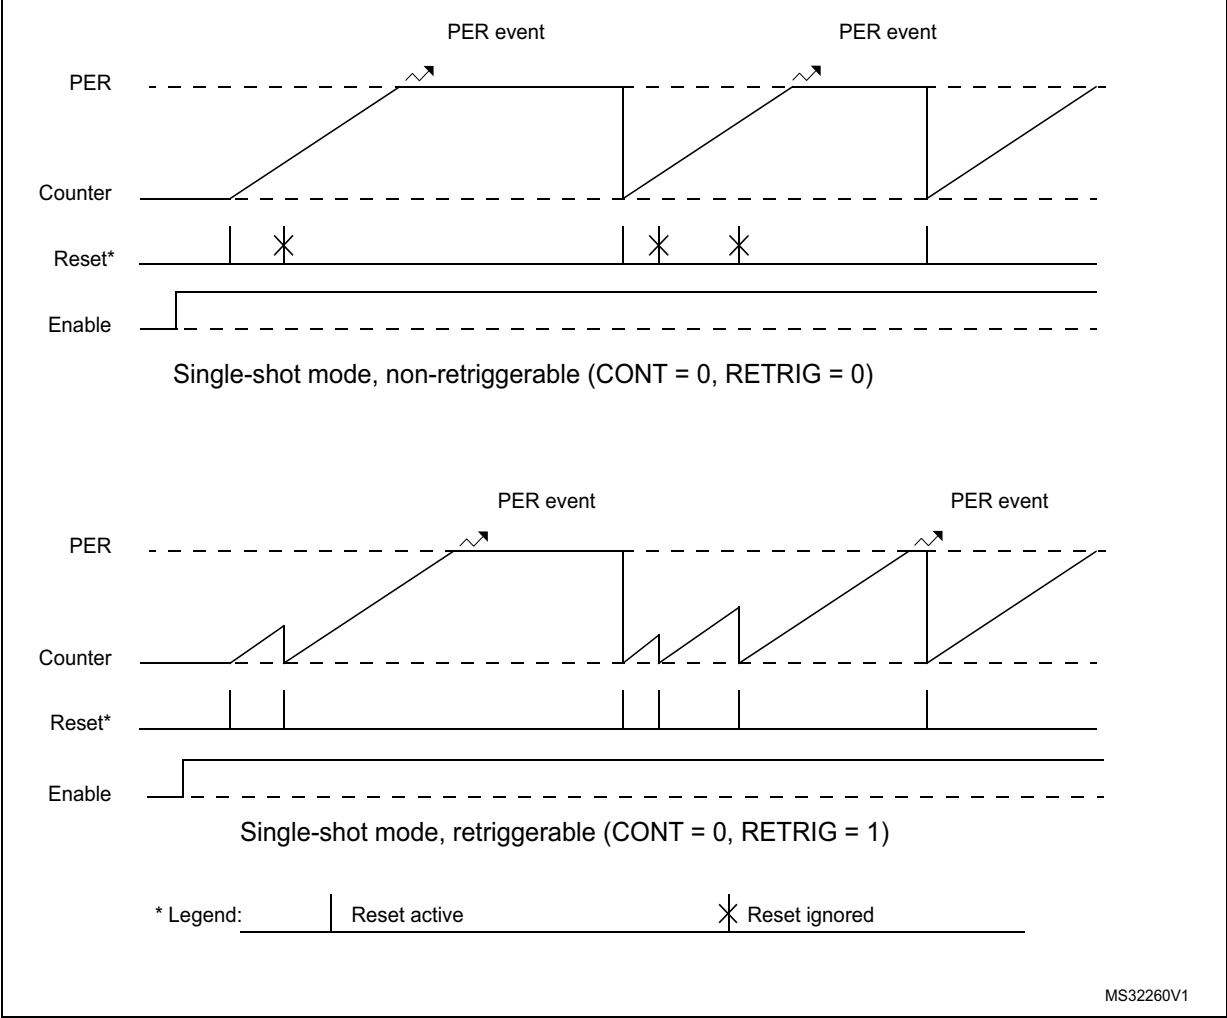 PER event PER event
PER
Counter
Reset*
Enable
Single-shot mode, non-retriggerable (CONT = 0, RETRIG = 0)
PER event PER event
PER
Counter
Reset*
Enable
Single-shot mode, retriggerable (CONT = 0, RETRIG = 1)
* Legend: Reset active Reset ignored
MS32260V1